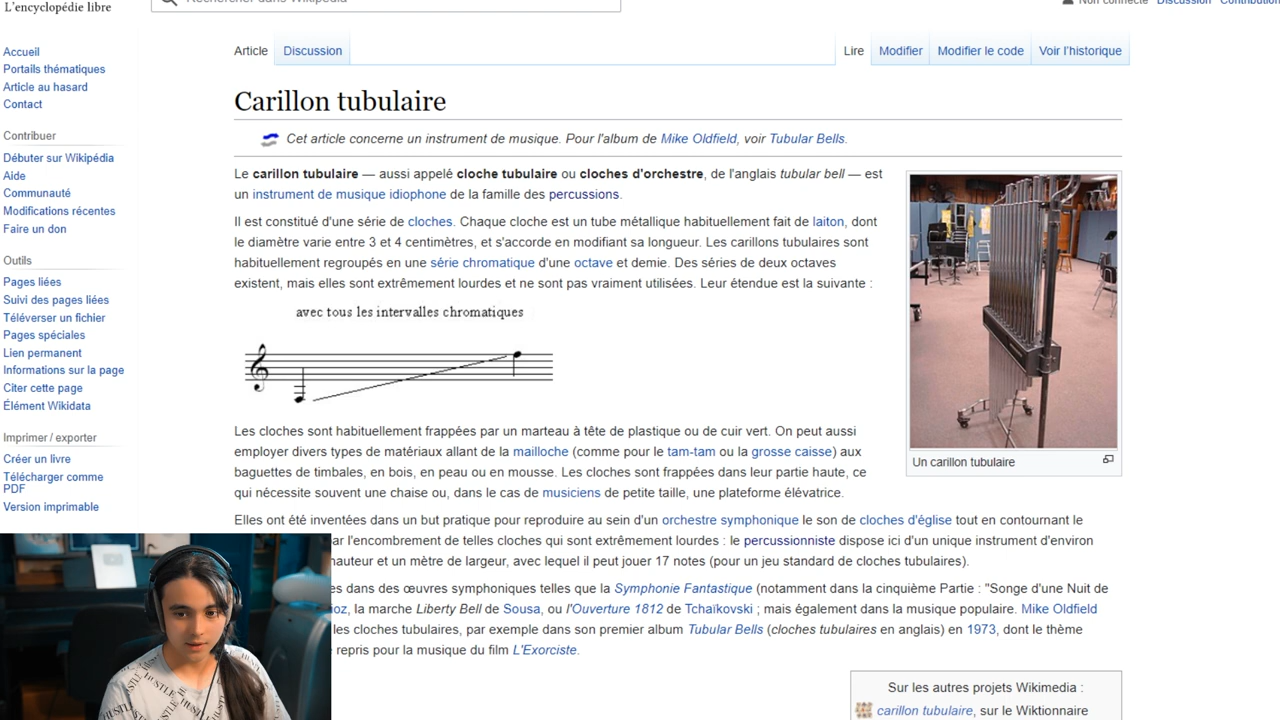 L'encyclopédie libre
Rechercher dans Wikipédia
Non connecté Discussion Contributions
Accueil
Portails thématiques
Article au hasard
Contact
Contribuer
Débuter sur Wikipédia
Aide
Communauté
Modifications récentes
Faire un don
Outils
Pages liées
Suivi des pages liées
Téléverser un fichier
Pages spéciales
Lien permanent
Informations sur la page
Citer cette page
Élément Wikidata
Imprimer / exporter
Créer un livre
Télécharger comme
PDF
Version imprimable
Article Discussion Lire Modifier Modifier le code Voir l'historique
Carillon tubulaire
Cet article concerne un instrument de musique. Pour l'album de Mike Oldfield, voir Tubular Bells.
Le carillon tubulaire — aussi appelé cloche tubulaire ou cloches d'orchestre, de l'anglais tubular bell — est
un instrument de musique idiophone de la famille des percussions.
Il est constitué d'une série de cloches. Chaque cloche est un tube métallique habituellement fait de laiton, dont
le diamètre varie entre 3 et 4 centimètres, et s'accorde en modifiant sa longueur. Les carillons tubulaires sont
habituellement regroupés en une série chromatique d'une octave et demie. Des séries de deux octaves
existent, mais elles sont extrêmement lourdes et ne sont pas vraiment utilisées. Leur étendue est la suivante :
avec tous les intervalles chromatiques
Un carillon tubulaire
Les cloches sont habituellement frappées par un marteau à tête de plastique ou de cuir vert. On peut aussi
employer divers types de matériaux allant de la mailloche (comme pour le tam-tam ou la grosse caisse) aux
baguettes de timbales, en bois, en peau ou en mousse. Les cloches sont frappées dans leur partie haute, ce
qui nécessite souvent une chaise ou, dans le cas de musiciens de petite taille, une plateforme élévatrice.
Elles ont été inventées dans un but pratique pour reproduire au sein d'un orchestre symphonique le son de cloches d'église tout en contournant le
ar l'encombrement de telles cloches qui sont extrêmement lourdes : le percussionniste dispose ici d'un unique instrument d'environ
hauteur et un mètre de largeur, avec lequel il peut jouer 17 notes (pour un jeu standard de cloches tubulaires).
es dans des œuvres symphoniques telles que la Symphonie Fantastique (notamment dans la cinquième Partie : "Songe d'une Nuit de
oz, la marche Liberty Bell de Sousa, ou l'Ouverture 1812 de Tchaïkovski ; mais également dans la musique populaire. Mike Oldfield
les cloches tubulaires, par exemple dans son premier album Tubular Bells (cloches tubulaires en anglais) en 1973, dont le thème
repris pour la musique du film L'Exorciste.
Sur les autres projets Wikimedia :
carillon tubulaire, sur le Wiktionnaire